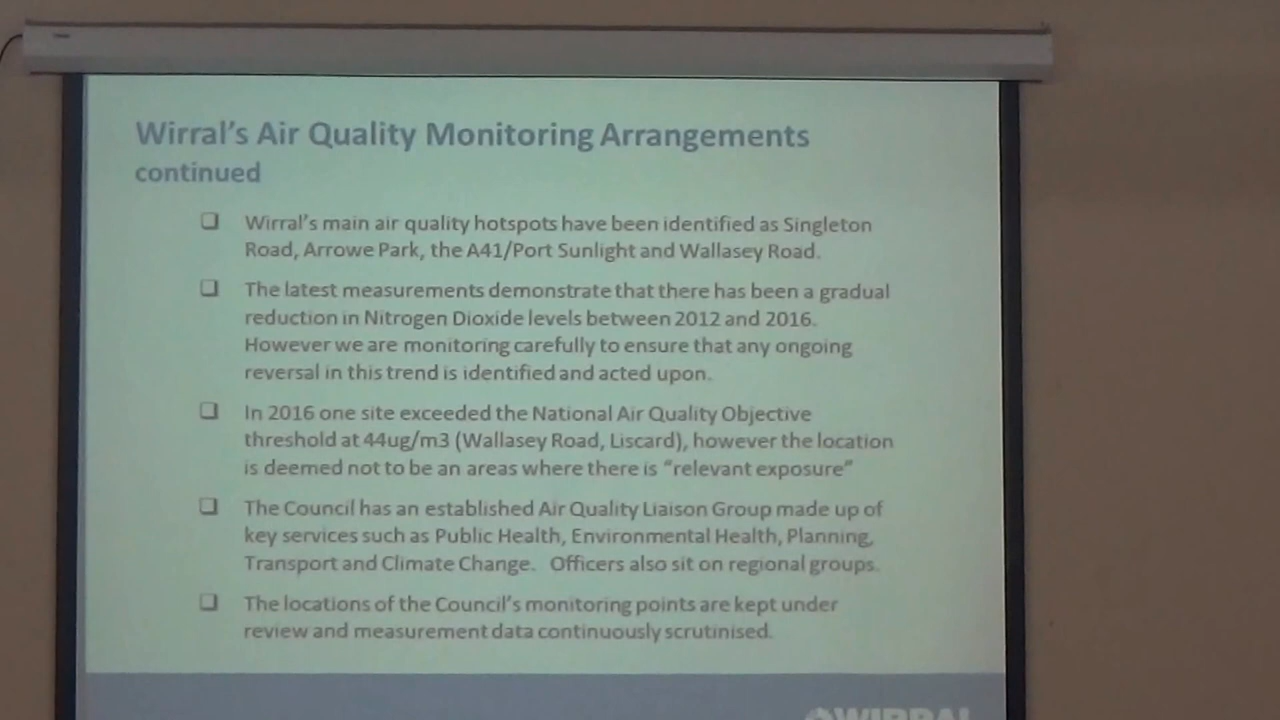 Wirral's Air Quality Monitoring Arrangements
continued
Wirral's main air quality hotspots have been identified as Singleton
Road, Arrowe Park, the A41/Port Sunlight and Wallasey Road.
The latest measurements demonstrate that there has been a gradual
reduction in Nitrogen Dioxide levels between 2012 and 2016.
However we are monitoring carefully to ensure that any ongoing
reversal in this trend is identified and acted upon.
In 2016 one site exceeded the National Air Quality Objective
threshold at 44ug/m3 (Wallasey Road, Liscard), however the location
is deemed not to be an areas where there is "relevant exposure"
The Council has an established Air Quality Liaison Group made up of
key services such as Public Health, Environmental Health, Planning,
Transport and Climate Change. Officers also sit on regional groups.
The locations of the Council's monitoring points are kept under
review and measurement data continuously scrutinised.
WIRRAL